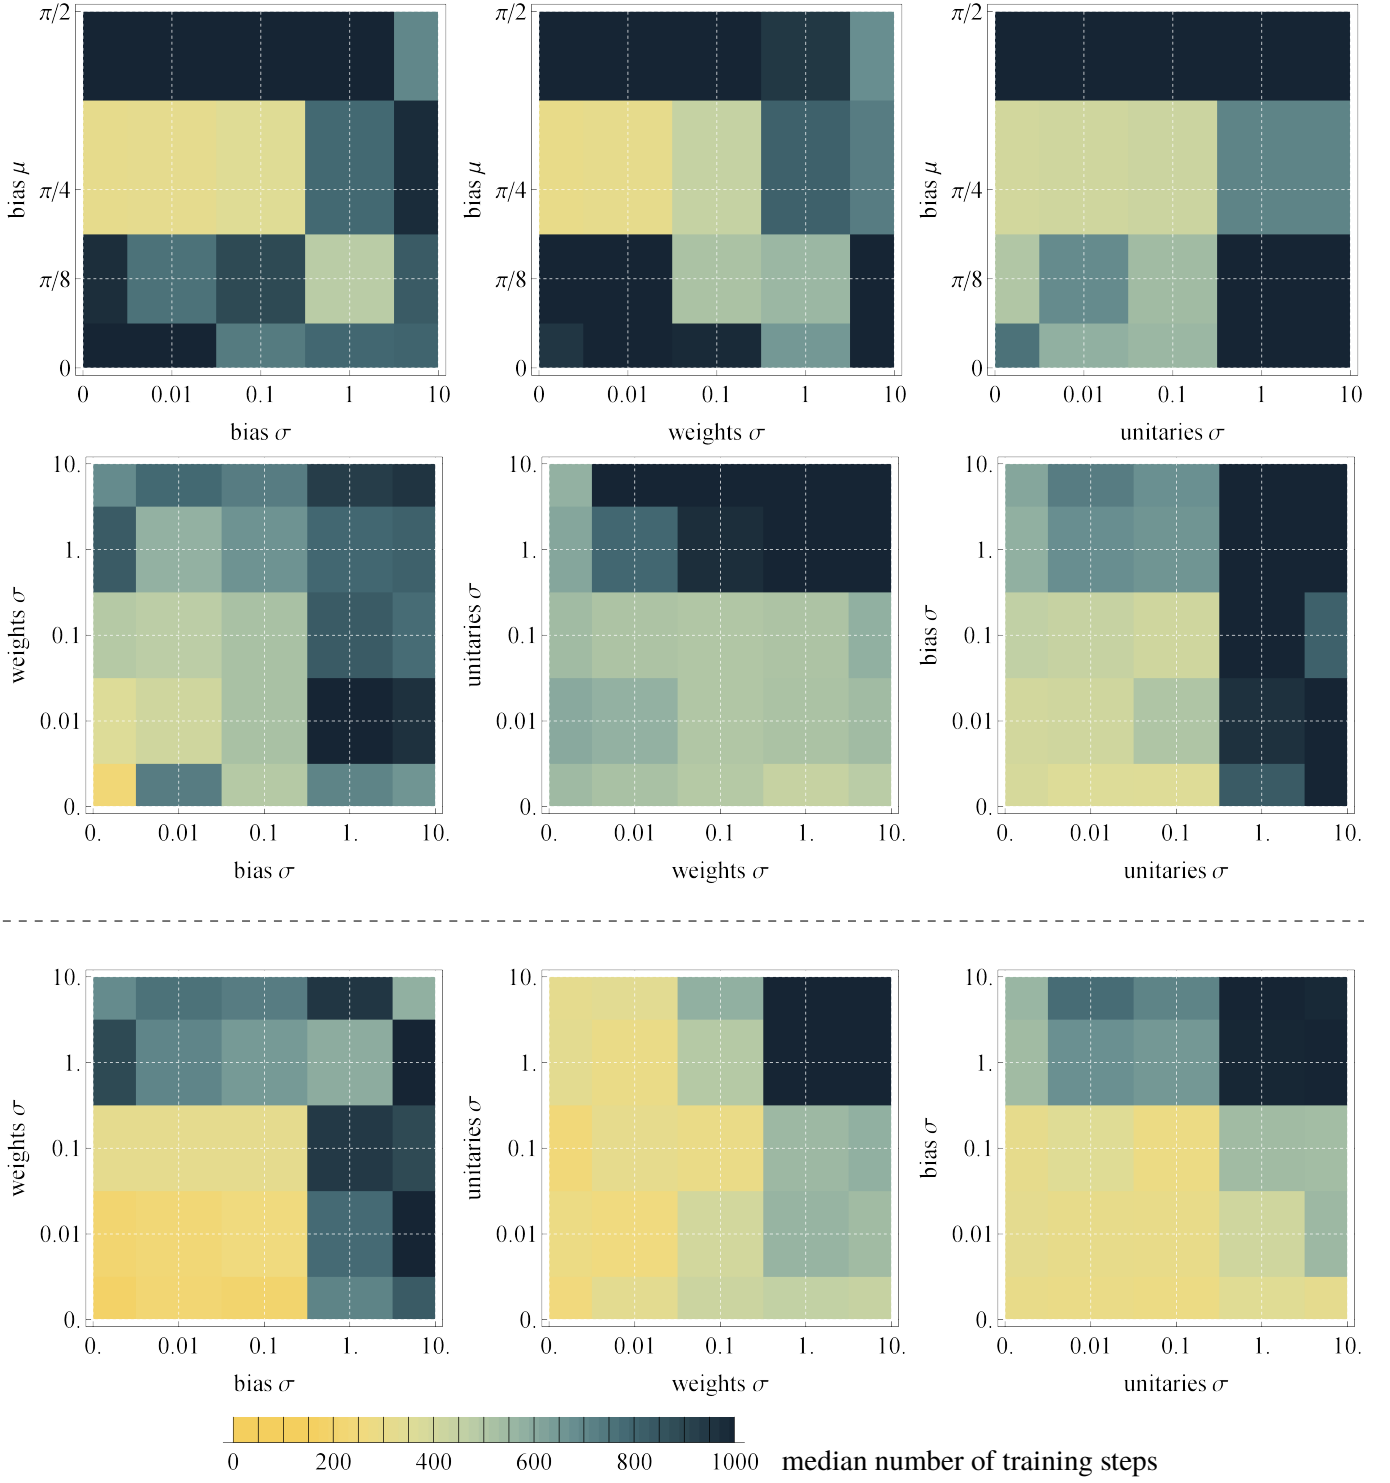 π/2
π/4
π/8
0
bias μ
0 0.01 0.1 1 10
bias σ
π/2
π/4
π/8
0
bias μ
0 0.01 0.1 1 10
weights σ
π/2
π/4
π/8
0
bias μ
0 0.01 0.1 1 10
unitaries σ
10.
1.
0.1
0.01
0.
weights σ
0. 0.01 0.1 1. 10.
bias σ
10.
1.
0.1
0.01
0.
unitaries σ
0. 0.01 0.1 1. 10.
weights σ
10.
1.
0.1
0.01
0.
bias σ
0. 0.01 0.1 1. 10.
unitaries σ
10.
1.
0.1
0.01
0.
weights σ
0. 0.01 0.1 1. 10.
bias σ
10.
1.
0.1
0.01
0.
unitaries σ
0. 0.01 0.1 1. 10.
weights σ
10.
1.
0.1
0.01
0.
bias σ
0. 0.01 0.1 1. 10.
unitaries σ
0 200 400 600 800 1000 median number of training steps